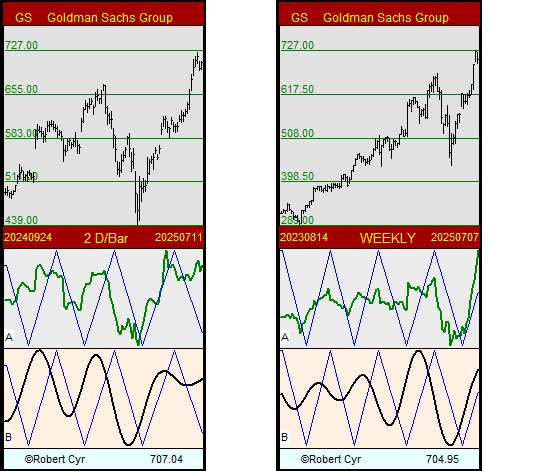 GS Goldman Sachs Group
727.00
655.00
583.00
439.00
20240924 2 D/Bar 20250711
A
B
©Robert Cyr 707.04
GS Goldman Sachs Group
727.00
617.50
508.00
398.50
20230814 WEEKLY 20250707
A
B
©Robert Cyr 704.95